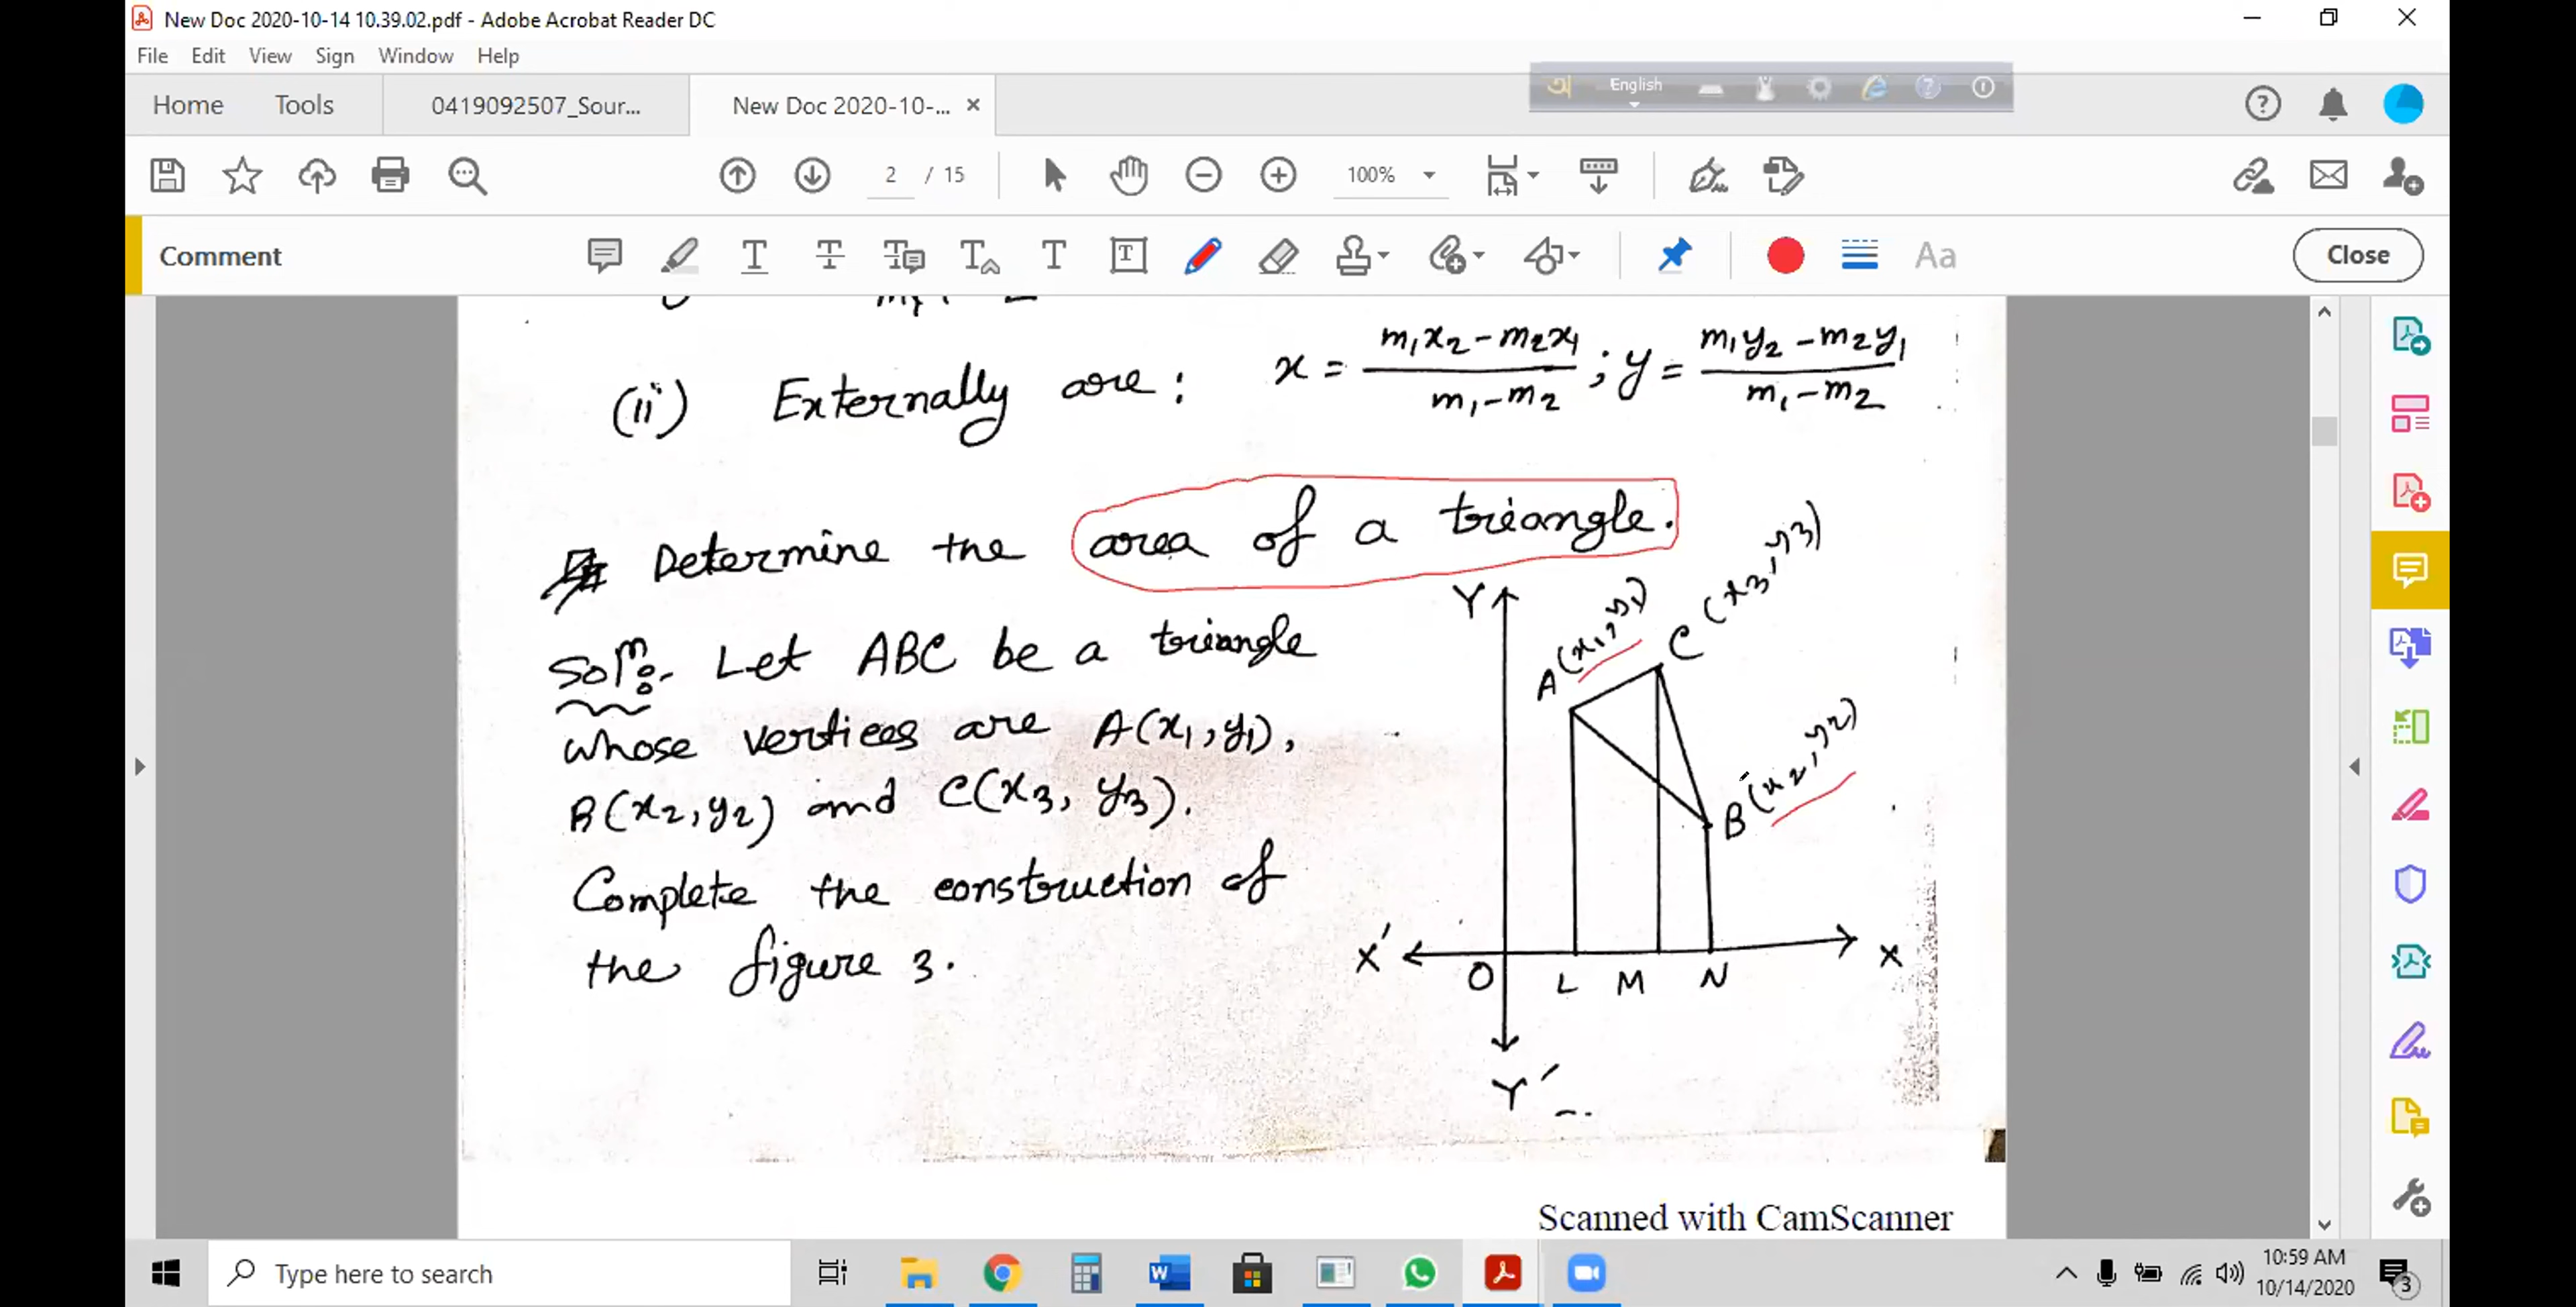 New Doc 2020-10-14 10.39.02.pdf - Adobe Acrobat Reader DC
File Edit View Sign Window Help
English
Home Tools 0419092507_Sour... New Doc 2020-10-...
2 / 15 100%
Comment Aa Close
(ii) Externally are: x = (m1x2-m2x1)/(m1-m2) ; y = (m1y2-m2y1)/(m1-m2)
Determine the area of a triangle.
Soln:- Let ABC be a triangle
whose vertices are A(x1,y1),
B(x2,y2) and C(x3, y3).
Complete the construction of
the figure 3.
Y
A(x1,y1)
C(x3,y3)
B(x2,y2)
X' O L M N X
Y'
Scanned with CamScanner
Type here to search
10:59 AM
10/14/2020
3